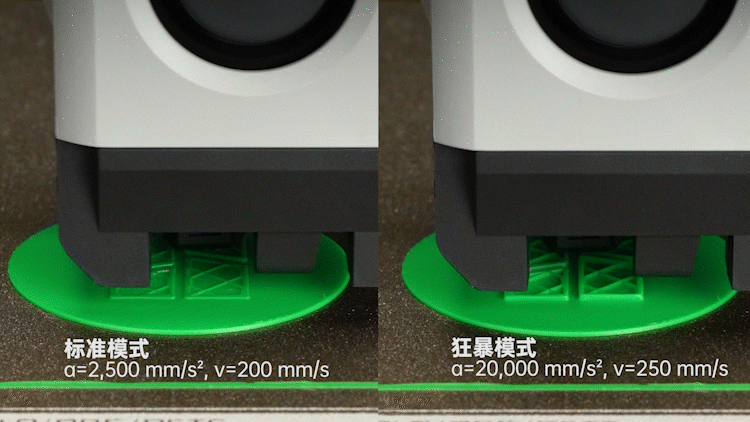 标准模式
α=2,500 mm/s², v=200 mm/s
狂暴模式
α=20,000 mm/s², v=250 mm/s